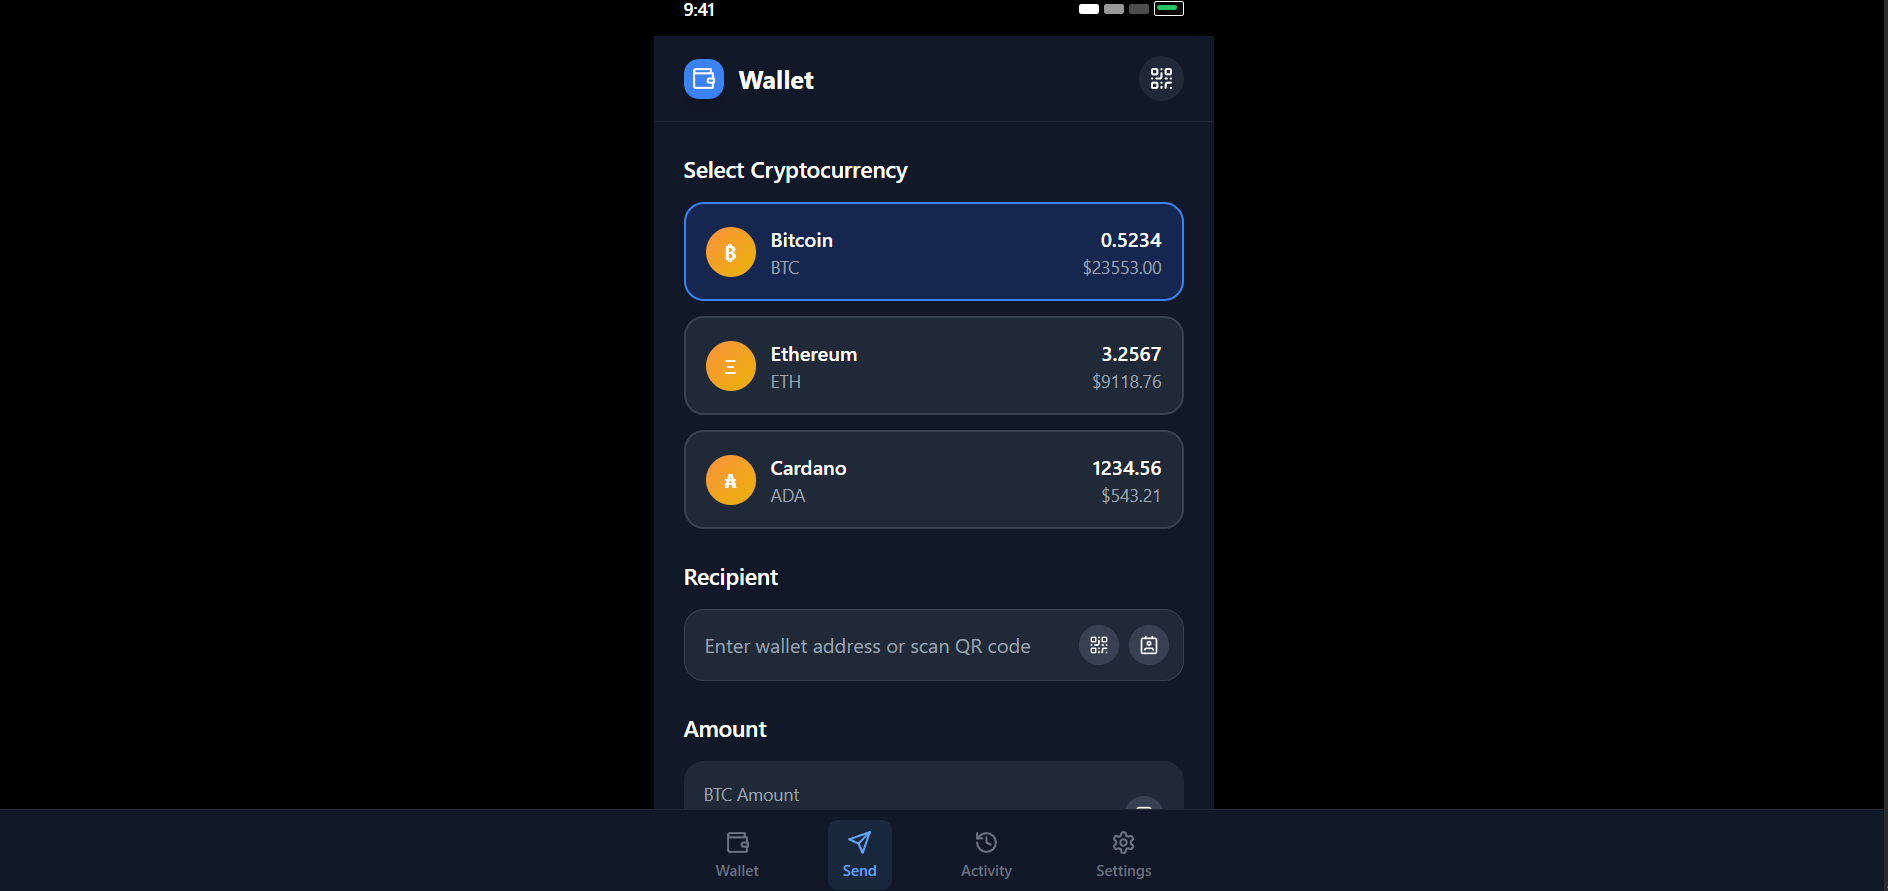 9:41
Wallet
Select Cryptocurrency
₿
Bitcoin
0.5234
BTC
$23553.00
Ξ
Ethereum
3.2567
ETH
$9118.76
₳
Cardano
1234.56
ADA
$543.21
Recipient
Enter wallet address or scan QR code
Amount
BTC Amount
Wallet
Send
Activity
Settings